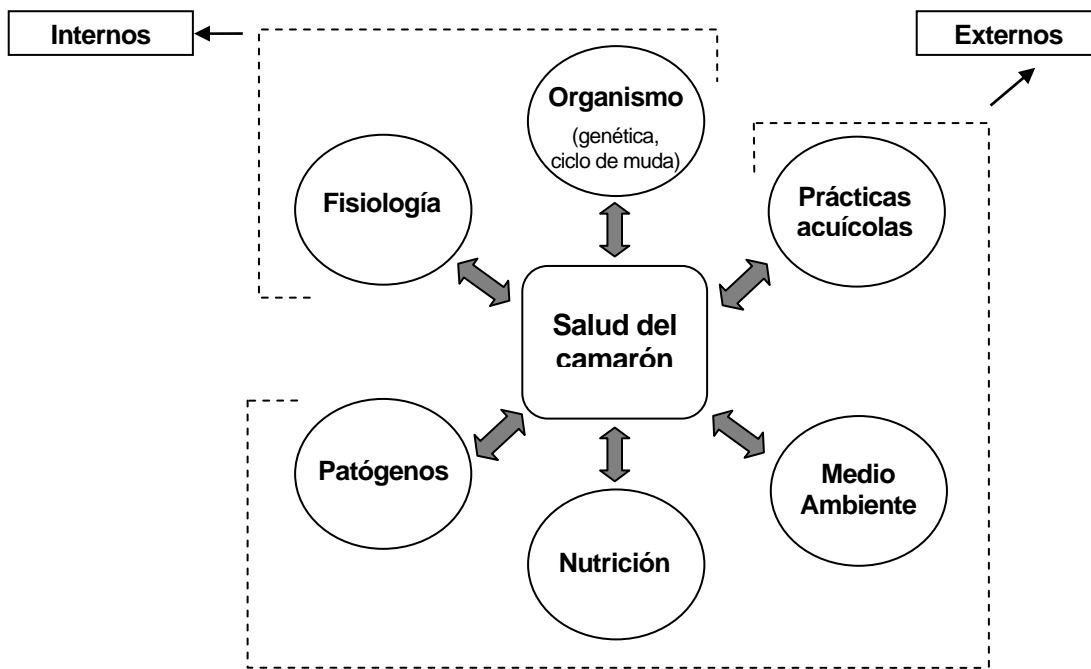 Internos
Externos
Organismo
(genética,
ciclo de muda)
Fisiología
Prácticas
acuícolas
Salud del
camarón
Patógenos
Medio
Ambiente
Nutrición